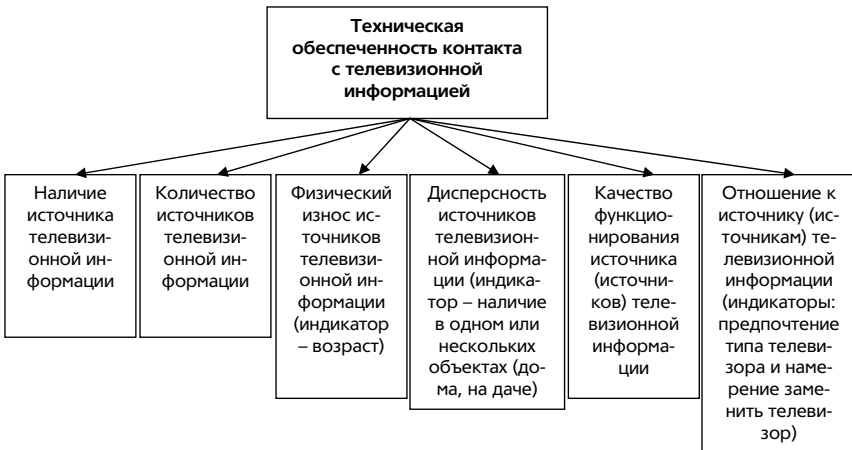 Техническая
обеспеченность контакта
с телевизионной
информацией
Наличие
источника
телевизи-
онной ин-
формации
Количество
источников
телевизи-
онной ин-
формации
Физический
износ ис-
точников
телевизи-
онной ин-
формации
(индикатор
– возраст)
Дисперсность
источников
телевизион-
ной информа-
ции (индика-
тор – наличие
в одном или
нескольких
объектах (до-
ма, на даче)
Качество
функцио-
нирования
источника
(источни-
ков) теле-
визионной
информа-
ции
Отношение к
источнику (ис-
точникам) те-
левизионной
информации
(индикаторы:
предпочтение
типа телеви-
зора и наме-
рение заме-
нить телеви-
зор)